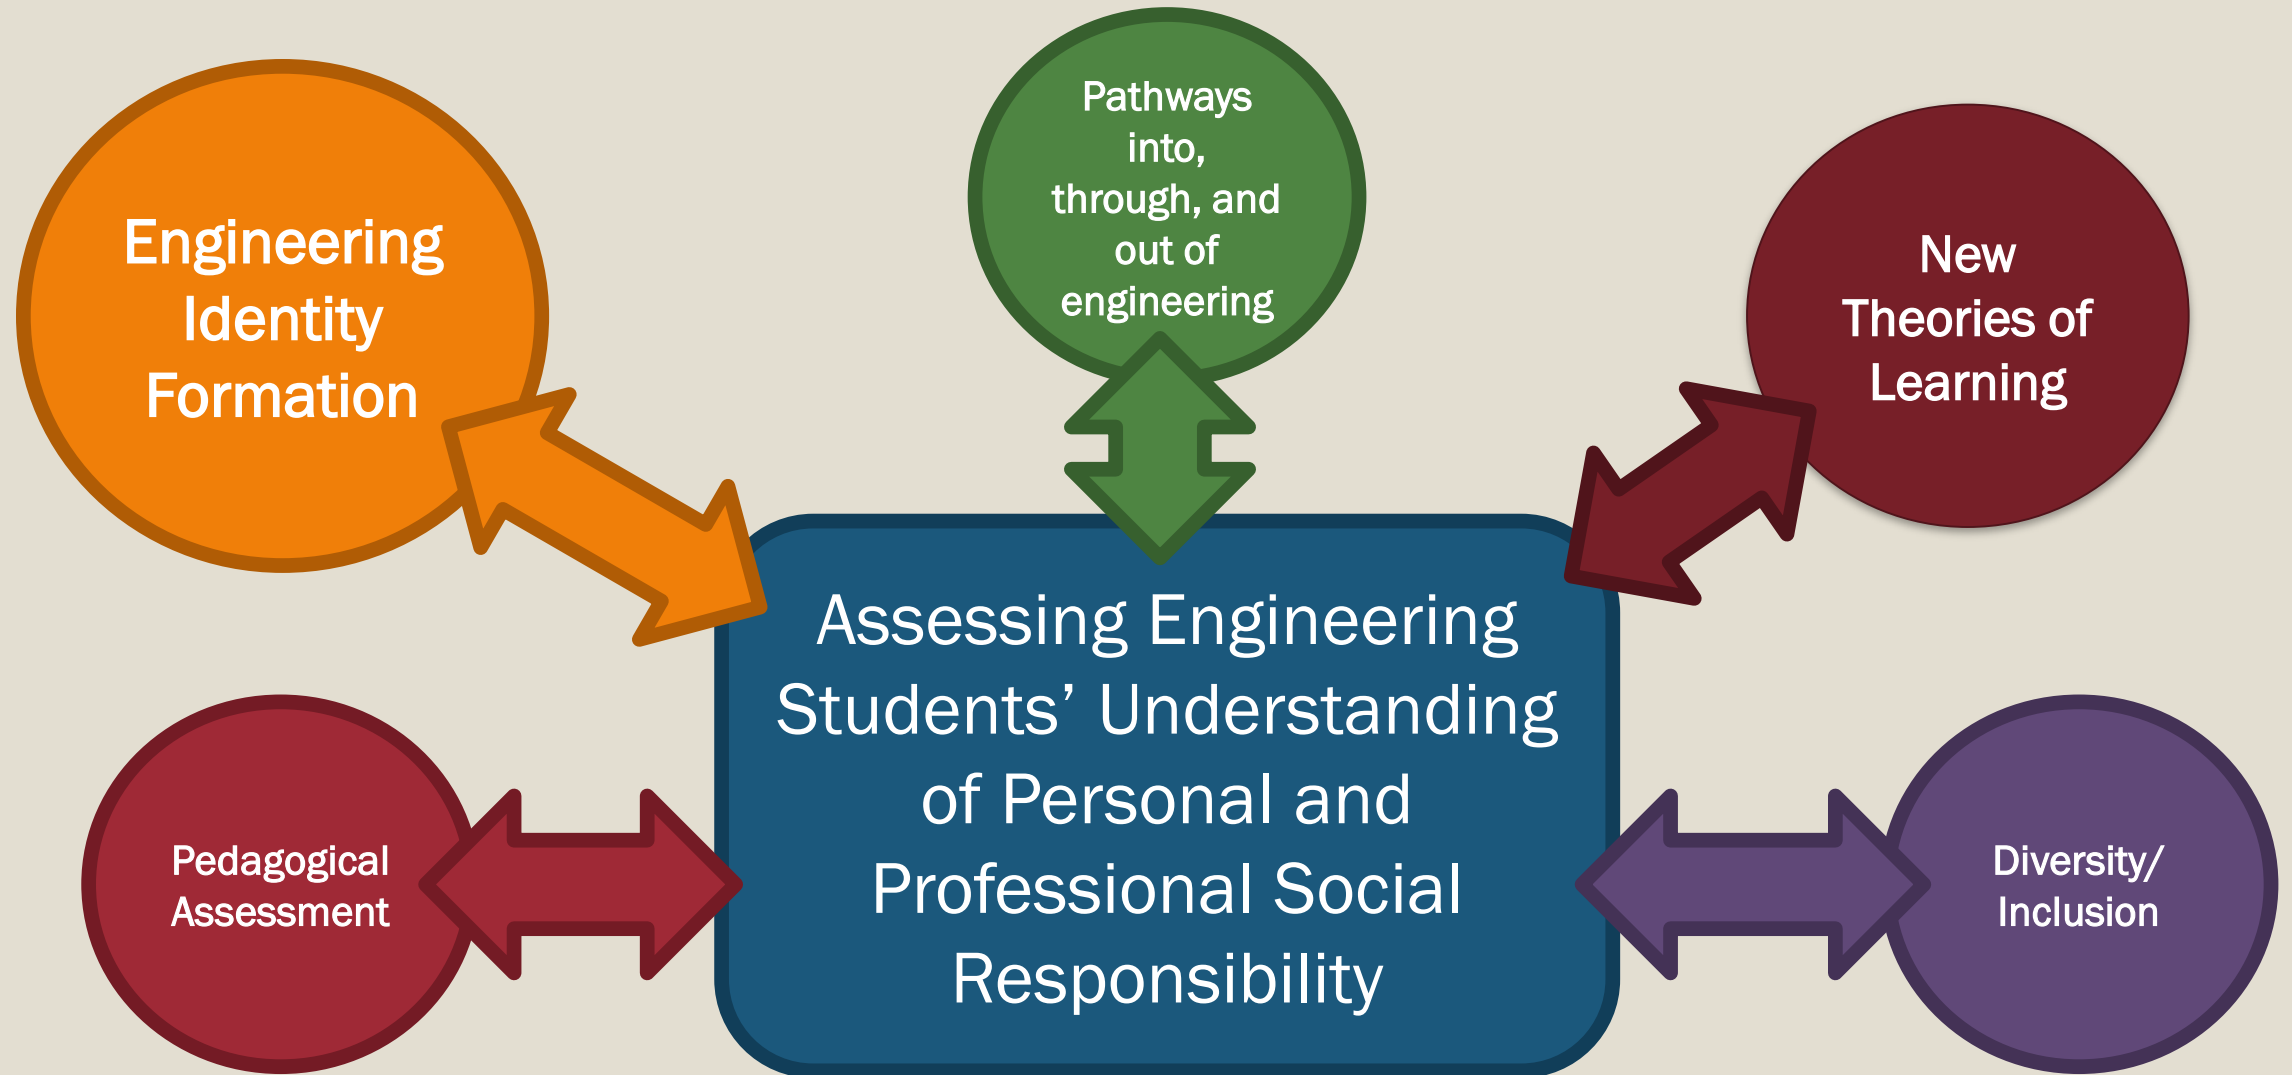 Engineering
Identity
Formation
Pathways
into,
through, and
out of
engineering
New
Theories of
Learning
Assessing Engineering
Students’ Understanding
of Personal and
Professional Social
Responsibility
Pedagogical
Assessment
Diversity/
Inclusion